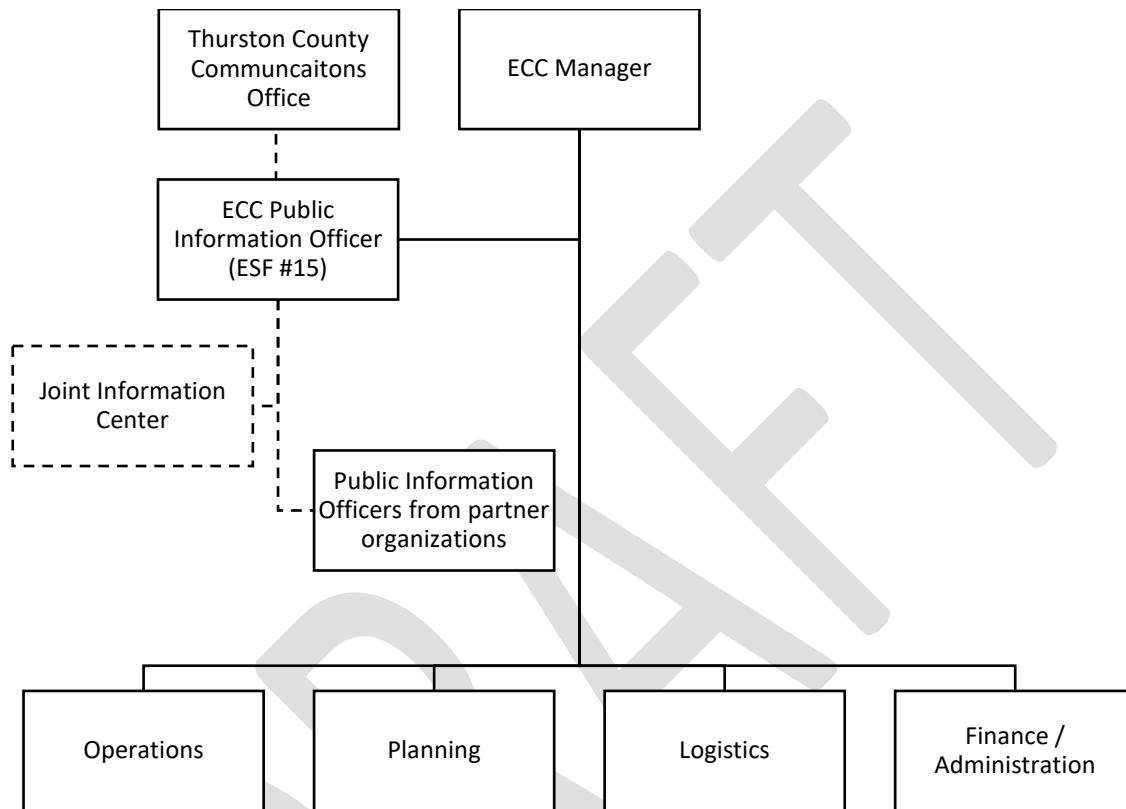 Thurston County
Communcaitons
Office
ECC Manager
ECC Public
Information Officer
(ESF #15)
Joint Information
Center
Public Information
Officers from partner
organizations
Operations
Planning
Logistics
Finance /
Administration
DRAFT